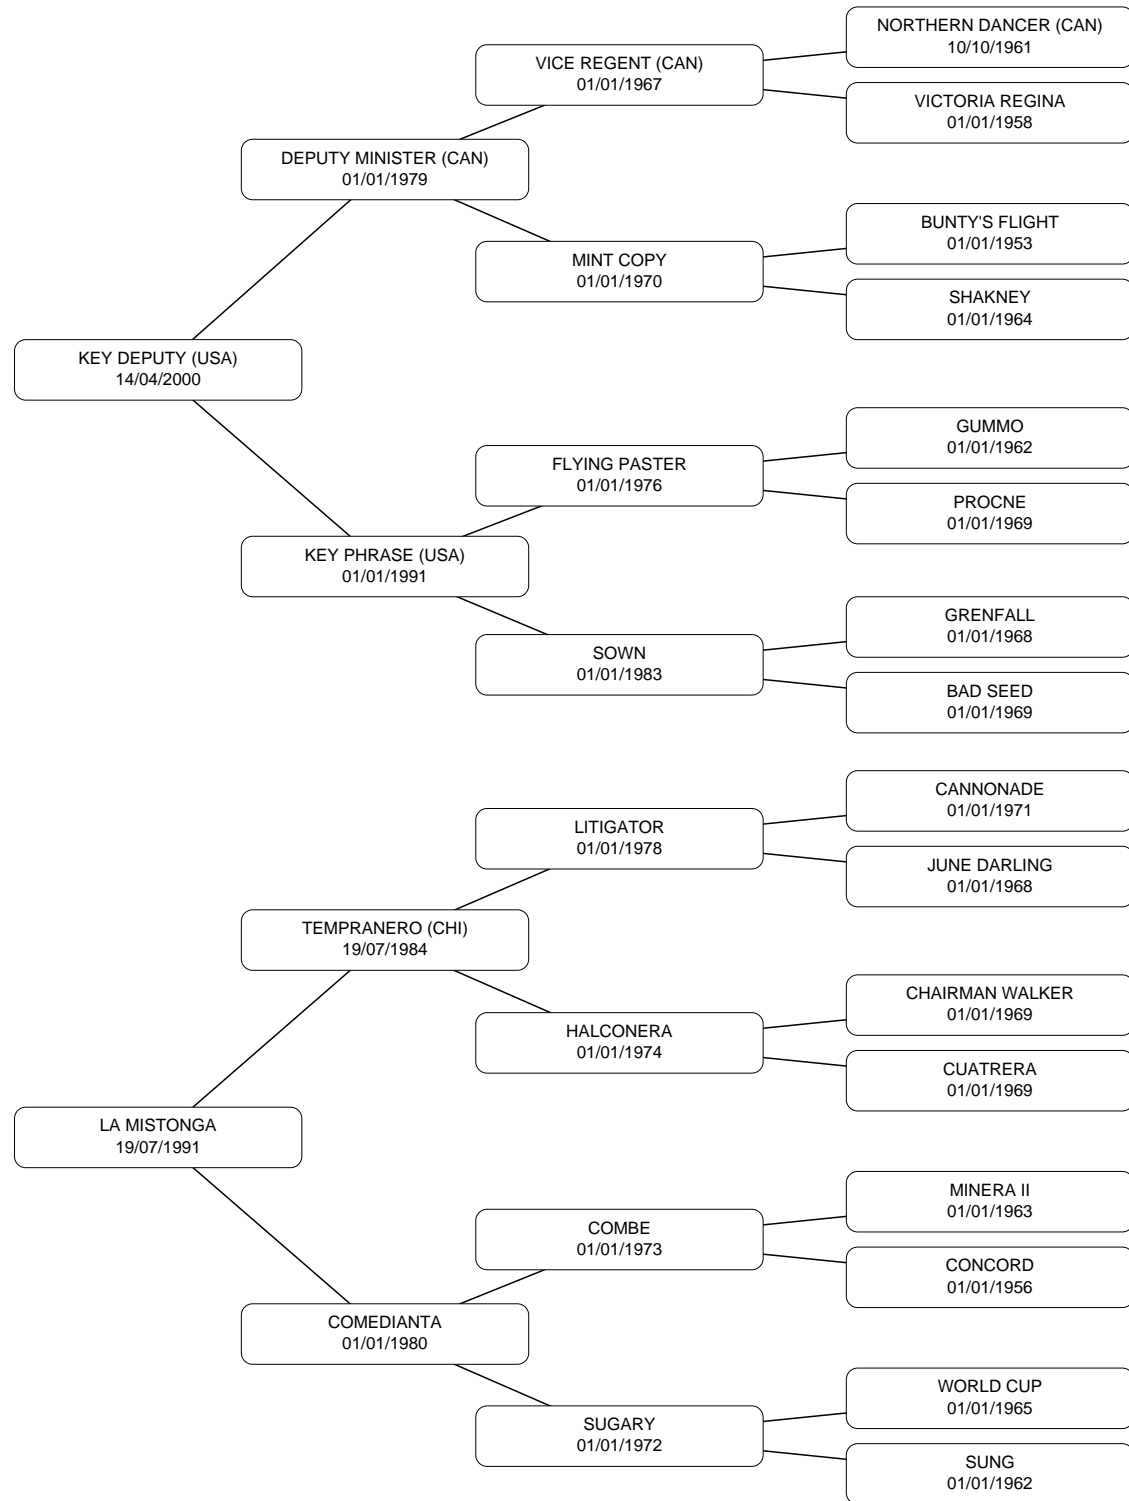 NORTHERN DANCER (CAN)
10/10/1961
VICE REGENT (CAN)
01/01/1967
VICTORIA REGINA
01/01/1958
DEPUTY MINISTER (CAN)
01/01/1979
BUNTY'S FLIGHT
01/01/1953
MINT COPY
01/01/1970
SHAKNEY
01/01/1964
KEY DEPUTY (USA)
14/04/2000
GUMMO
01/01/1962
FLYING PASTER
01/01/1976
PROCNE
01/01/1969
KEY PHRASE (USA)
01/01/1991
GRENFALL
01/01/1968
SOWN
01/01/1983
BAD SEED
01/01/1969
CANNONADE
01/01/1971
LITIGATOR
01/01/1978
JUNE DARLING
01/01/1968
TEMPRANERO (CHI)
19/07/1984
CHAIRMAN WALKER
01/01/1969
HALCONERA
01/01/1974
CUATRERA
01/01/1969
LA MISTONGA
19/07/1991
MINERA II
01/01/1963
COMBE
01/01/1973
CONCORD
01/01/1956
COMEDIANTA
01/01/1980
WORLD CUP
01/01/1965
SUGARY
01/01/1972
SUNG
01/01/1962